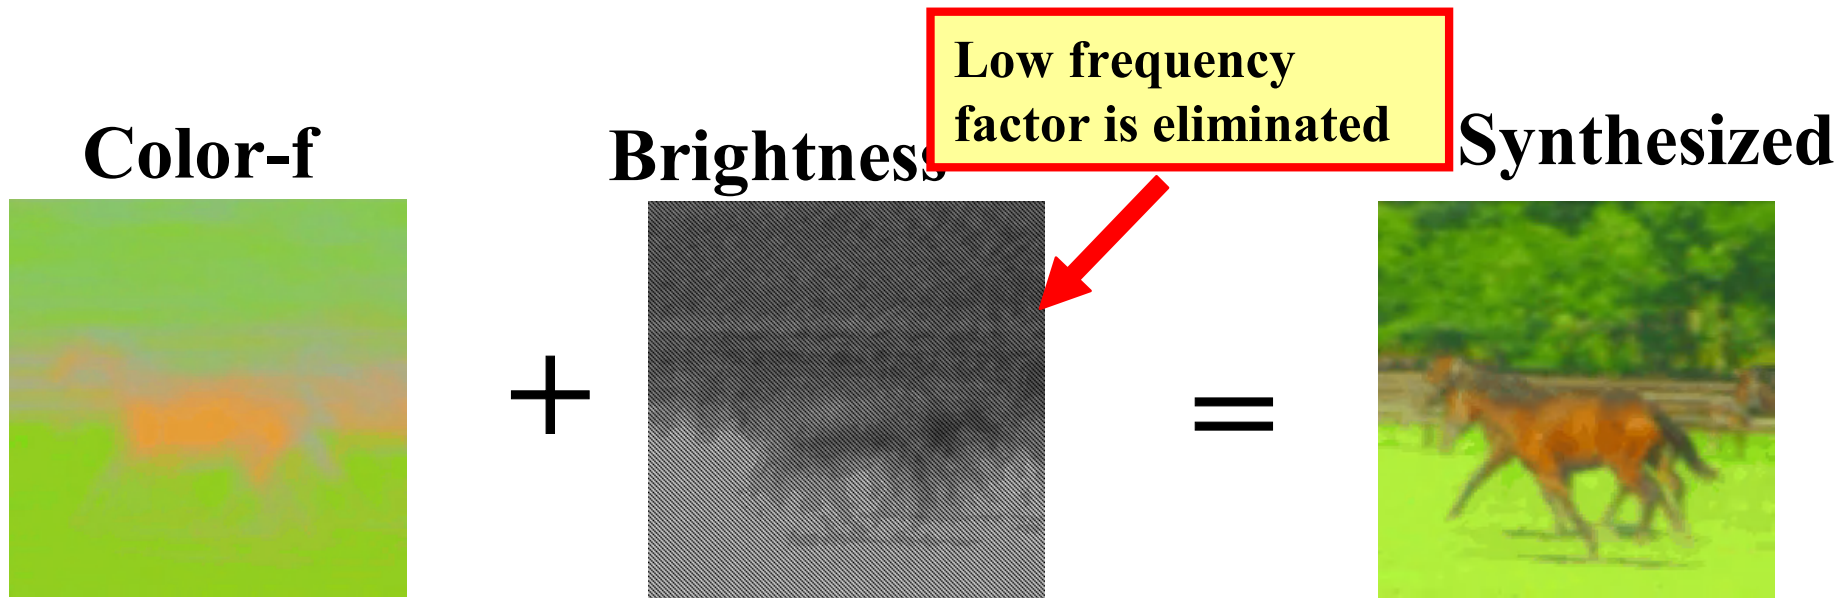 Low frequency
factor is eliminated
Color-f
Brightness
Synthesized
+
=